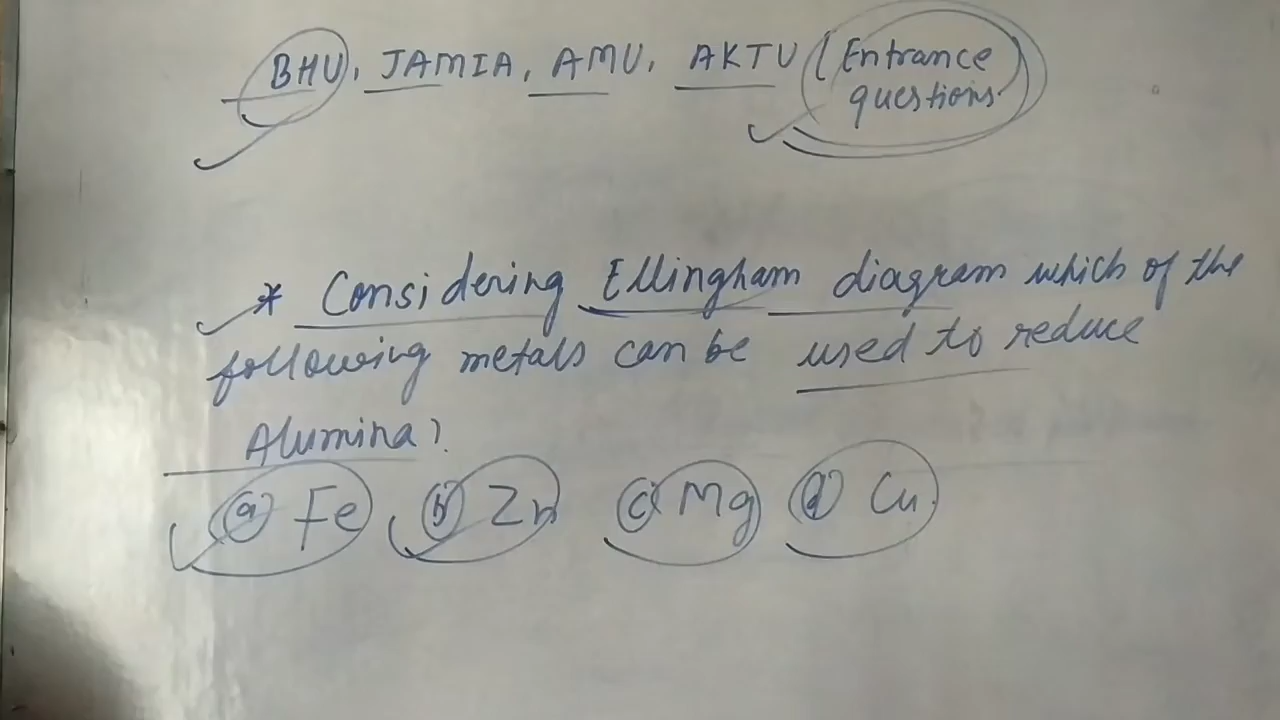 BHU, JAMIA, AMU, AKTU (Entrance
questions)
* Considering Ellingham diagram which of the
following metals can be used to reduce
Alumina?
(a) Fe (b) Zn (c) Mg (d) Cu.